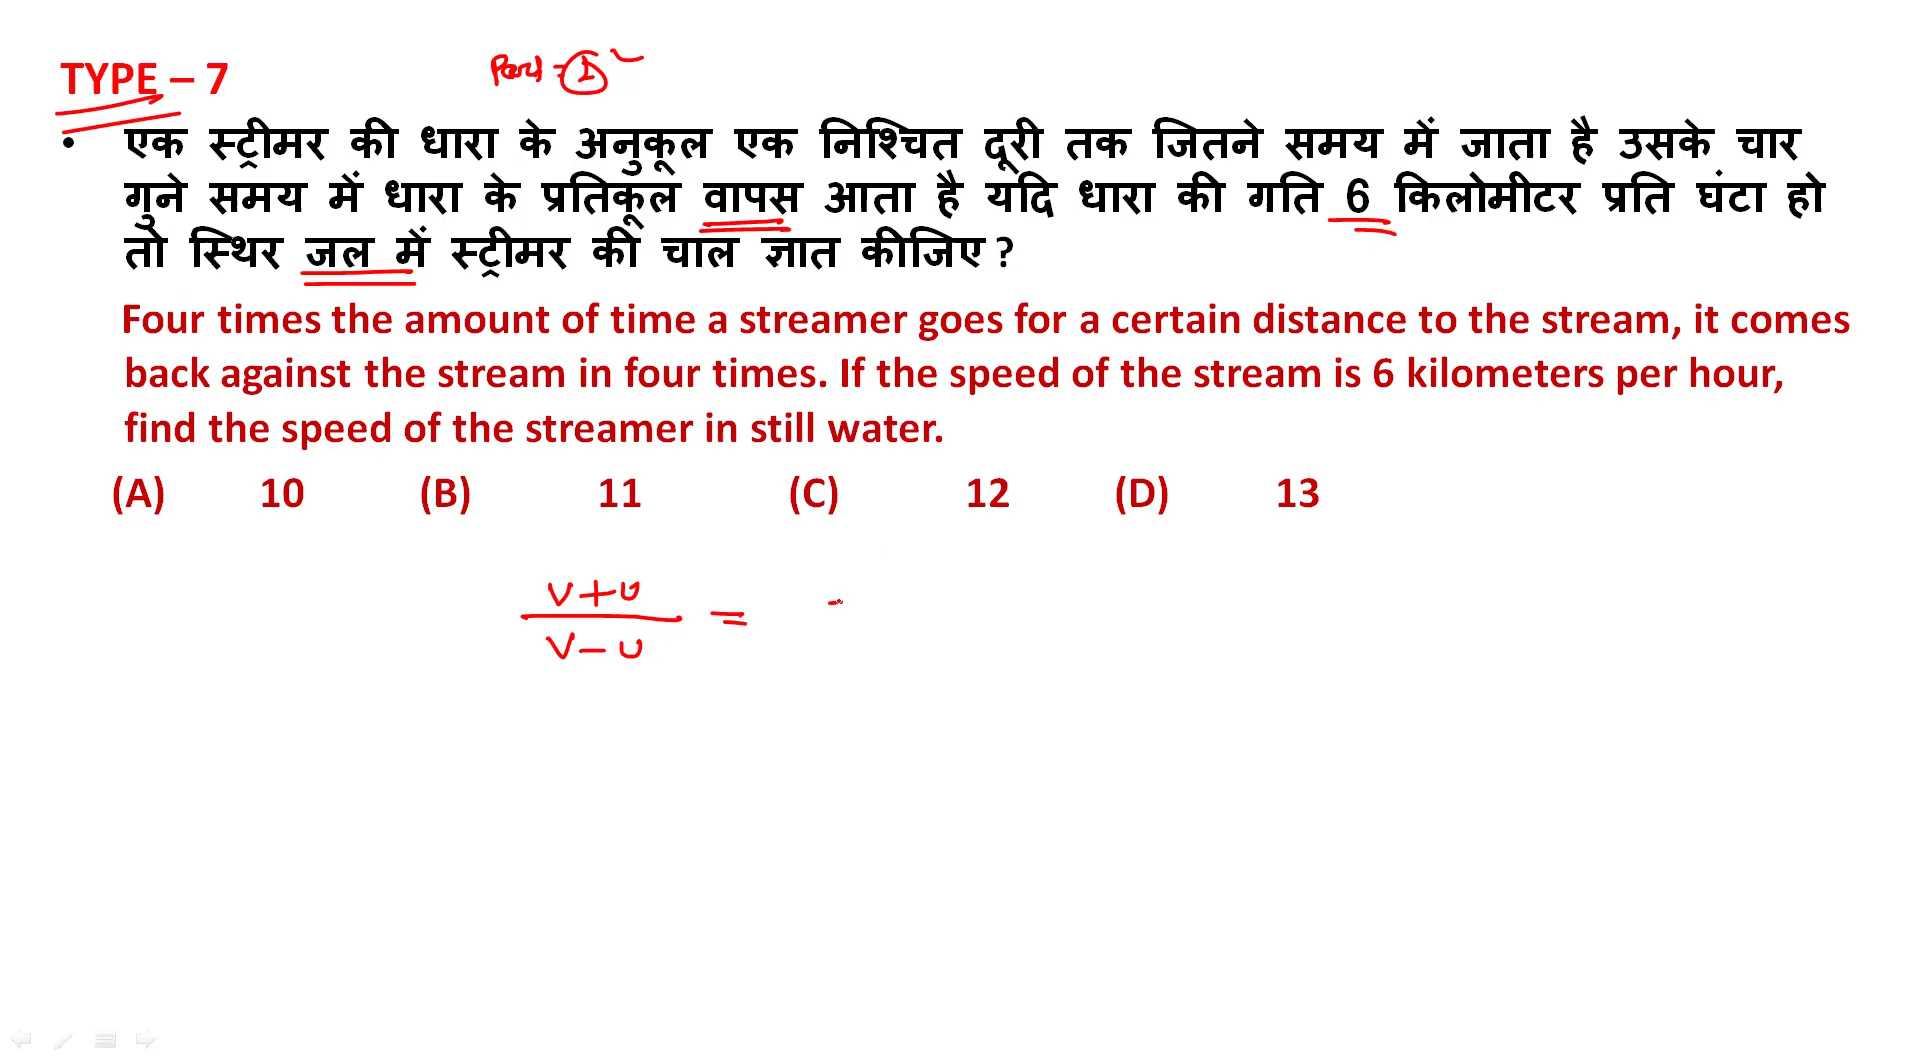 TYPE – 7
Part - I
• एक स्ट्रीमर की धारा के अनुकूल एक निश्चित दूरी तक जितने समय में जाता है उसके चार
गुने समय में धारा के प्रतिकूल वापस आता है यदि धारा की गति 6 किलोमीटर प्रति घंटा हो
तो स्थिर जल में स्ट्रीमर की चाल ज्ञात कीजिए ?
Four times the amount of time a streamer goes for a certain distance to the stream, it comes
back against the stream in four times. If the speed of the stream is 6 kilometers per hour,
find the speed of the streamer in still water.
(A) 10 (B) 11 (C) 12 (D) 13
v+u
=
v-u